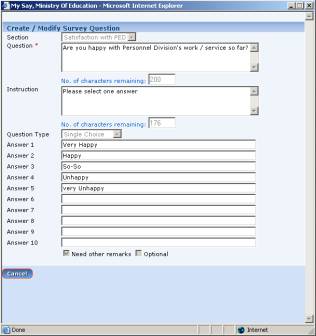 My Say, Ministry Of Education - Microsoft Internet Explorer
Create / Modify Survey Question
Section Satisfaction with PED
Question * Are you happy with Personnel Division's work / service so far?
No. of characters remaining: 200
Instruction Please select one answer
No. of characters remaining: 176
Question Type Single Choice
Answer 1 Very Happy
Answer 2 Happy
Answer 3 So-So
Answer 4 Unhappy
Answer 5 very Unhappy
Answer 6
Answer 7
Answer 8
Answer 9
Answer 10
Need other remarks Optional
Cancel
Done Internet